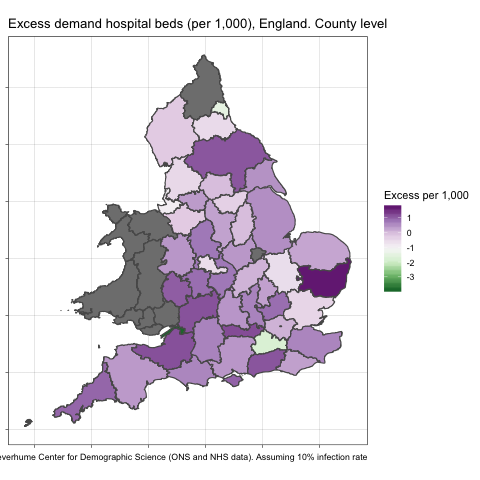 Excess demand hospital beds (per 1,000), England. County level
Excess per 1,000
1
0
-1
-2
-3
Center for Demographic Science (ONS and NHS data). Assuming 10% infection rate